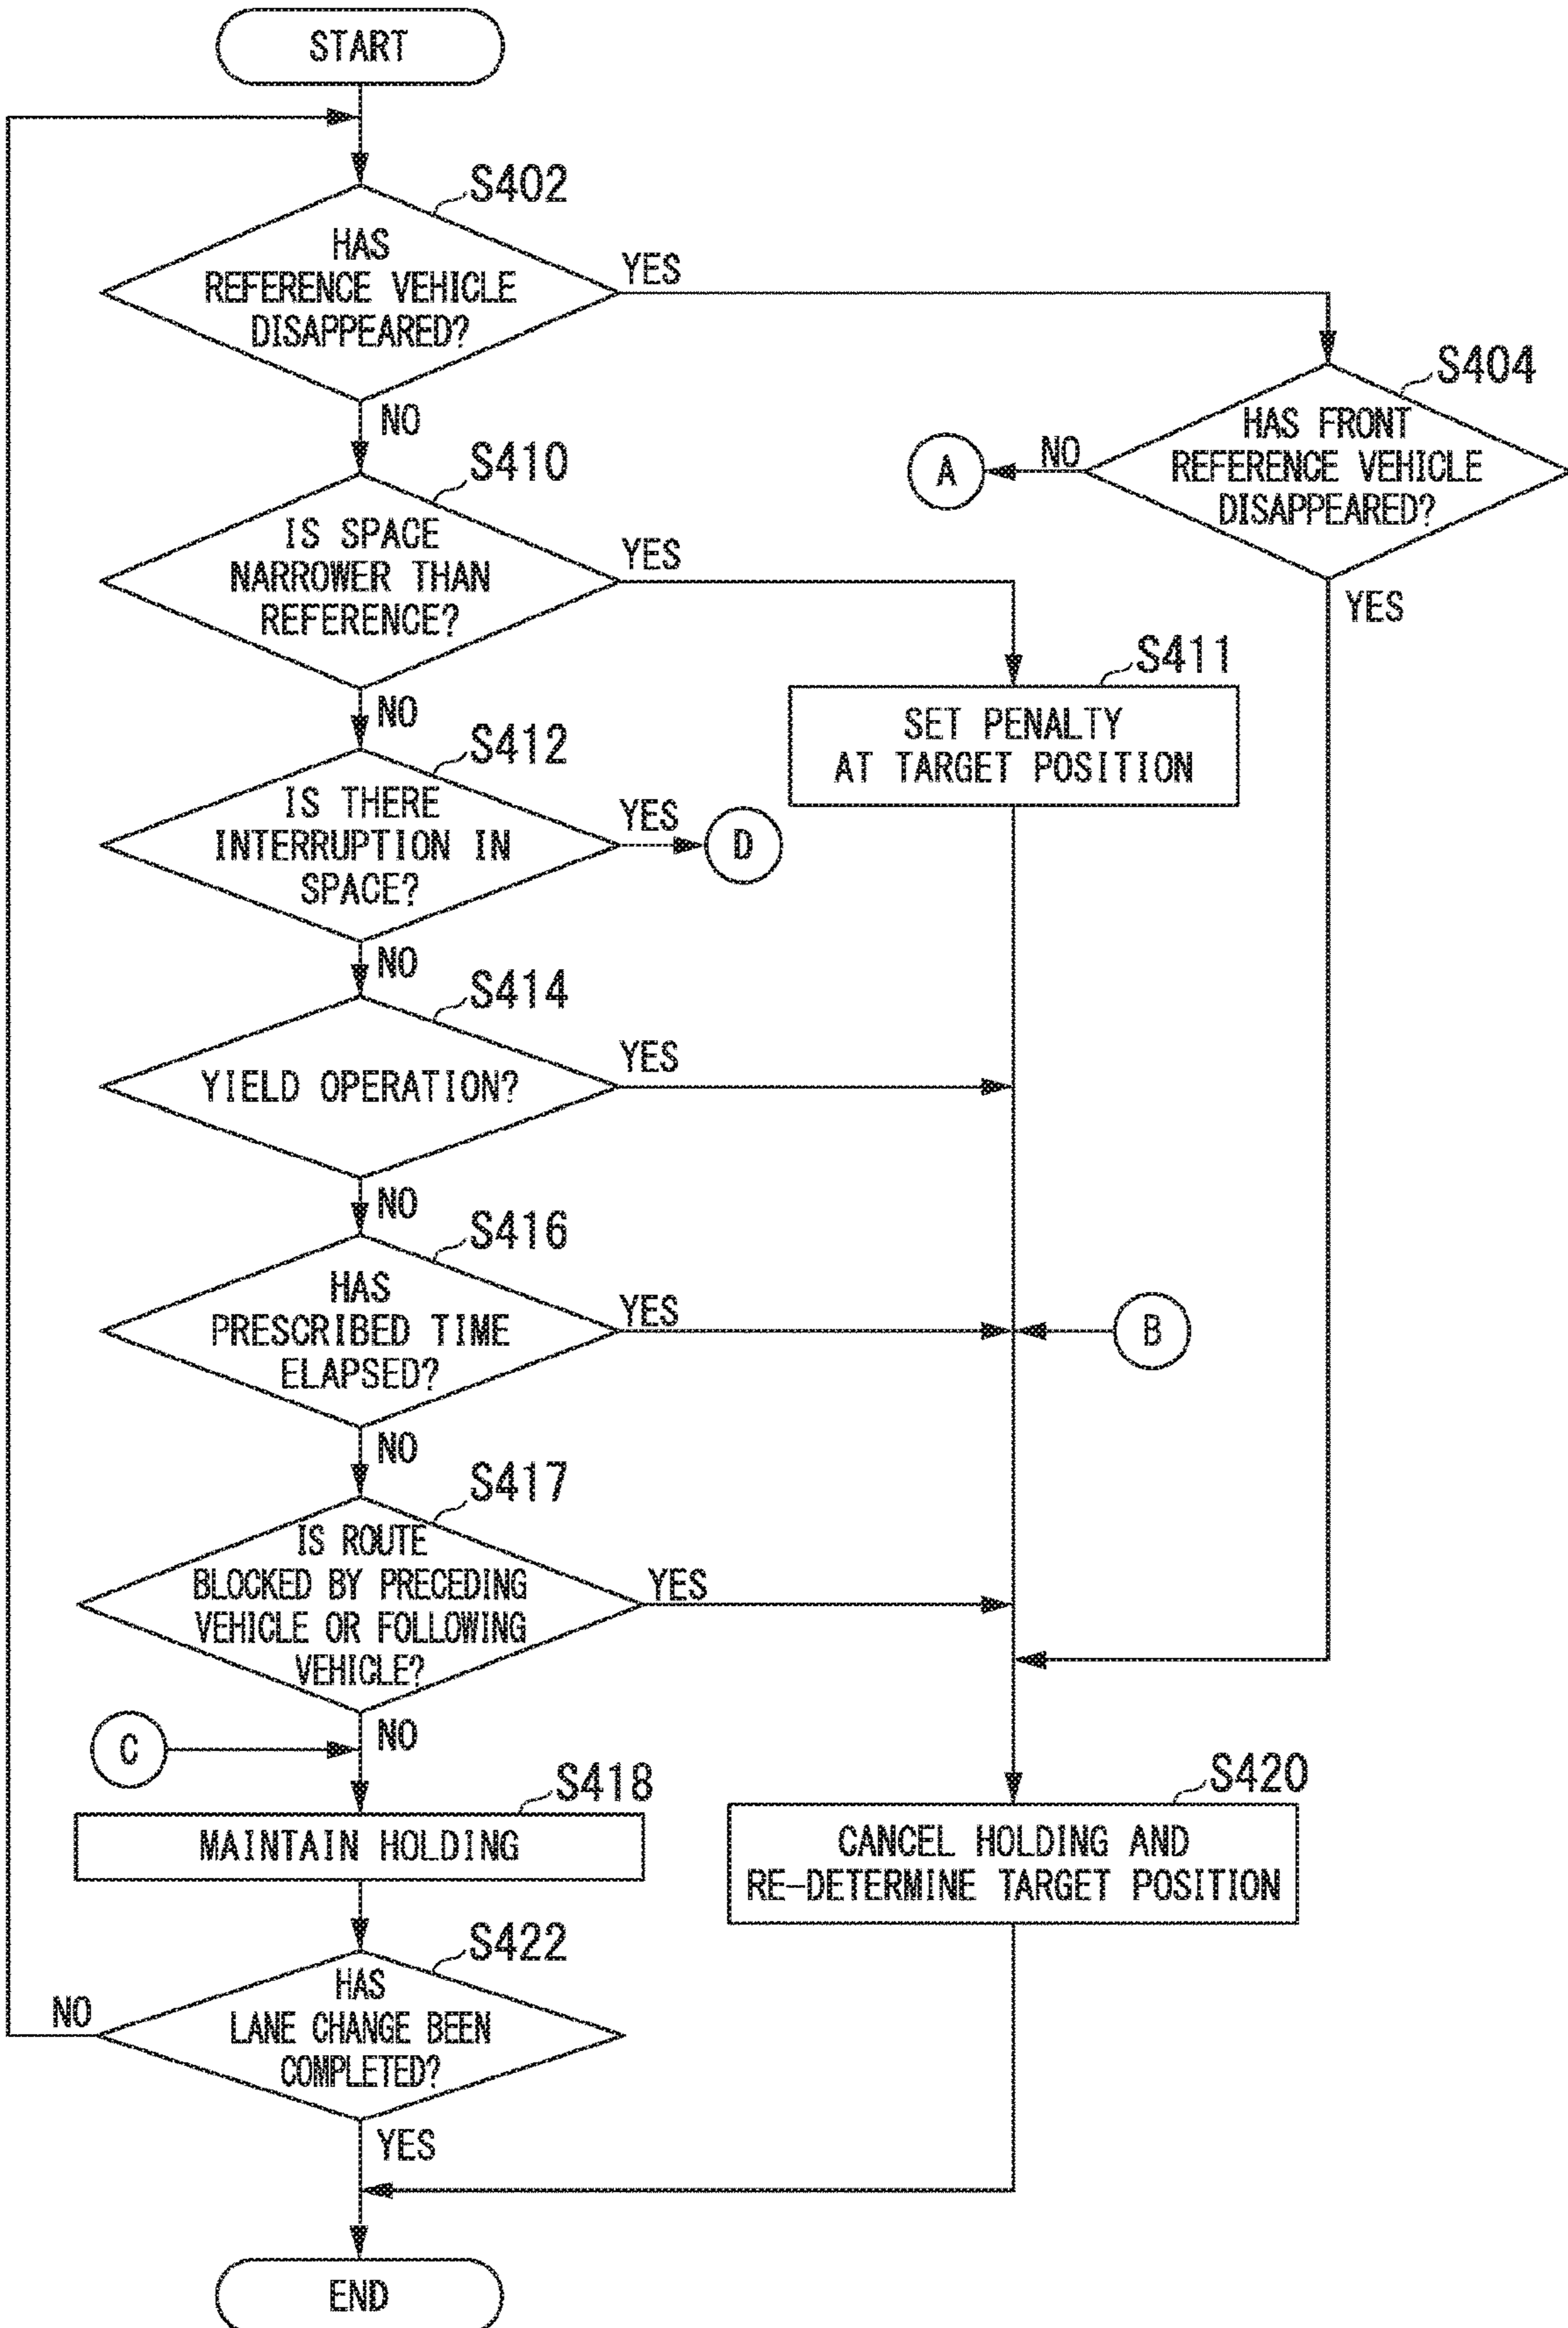 START
S402
HAS
REFERENCE VEHICLE
DISAPPEARED?
YES
NO
S404
HAS FRONT
REFERENCE VEHICLE
DISAPPEARED?
NO
A
YES
S410
IS SPACE
NARROWER THAN
REFERENCE?
YES
NO
S411
SET PENALTY
AT TARGET POSITION
S412
IS THERE
INTERRUPTION IN
SPACE?
YES
D
NO
S414
YIELD OPERATION?
YES
NO
S416
HAS
PRESCRIBED TIME
ELAPSED?
YES
B
NO
S417
IS ROUTE
BLOCKED BY PRECEDING
VEHICLE OR FOLLOWING
VEHICLE?
YES
NO
C
S418
MAINTAIN HOLDING
S420
CANCEL HOLDING AND
RE-DETERMINE TARGET POSITION
S422
HAS
LANE CHANGE BEEN
COMPLETED?
NO
YES
END